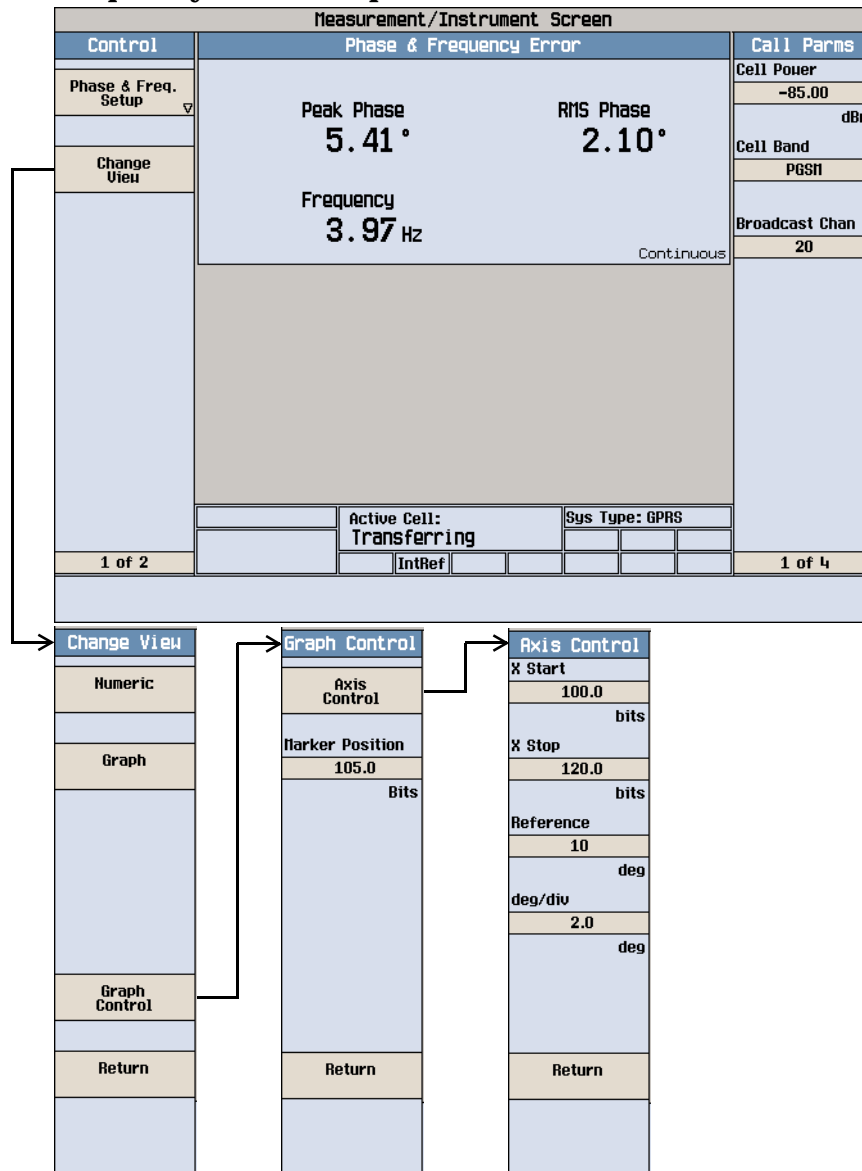 Measurement/Instrument Screen
Control
Phase & Frequency Error
Call Parms
Phase & Freq.
Setup
Change
View
Peak Phase
5.41°
RMS Phase
2.10°
Frequency
3.97 Hz
Continuous
Cell Power
-85.00
Cell Band
PGSM
Broadcast Chan
20
Active Cell:
Transferring
Sys Type: GPRS
IntRef
1 of 2
1 of 4
Change View
Numeric
Graph
Graph
Control
Return
Graph Control
Axis
Control
Marker Position
105.0
Bits
Return
Axis Control
X Start
100.0
bits
X Stop
120.0
bits
Reference
10
deg
deg/div
2.0
deg
Return